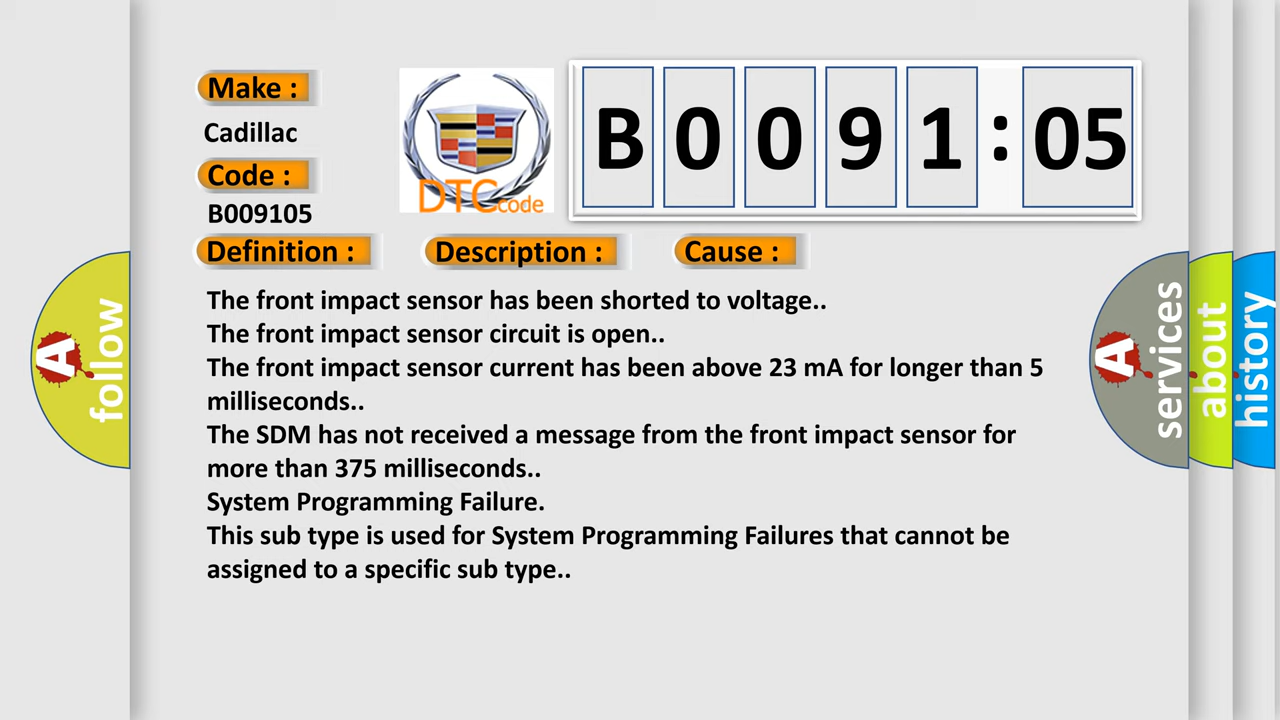 Make :
Cadillac
Code :
B009105
DTC code
B 0 0 9 1 : 05
Definition :
Description :
Cause :
The front impact sensor has been shorted to voltage..
The front impact sensor circuit is open..
The front impact sensor current has been above 23 mA for longer than 5
milliseconds..
The SDM has not received a message from the front impact sensor for
more than 375 milliseconds..
System Programming Failure.
This sub type is used for System Programming Failures that cannot be
assigned to a specific sub type..
A follow
A services
about
history